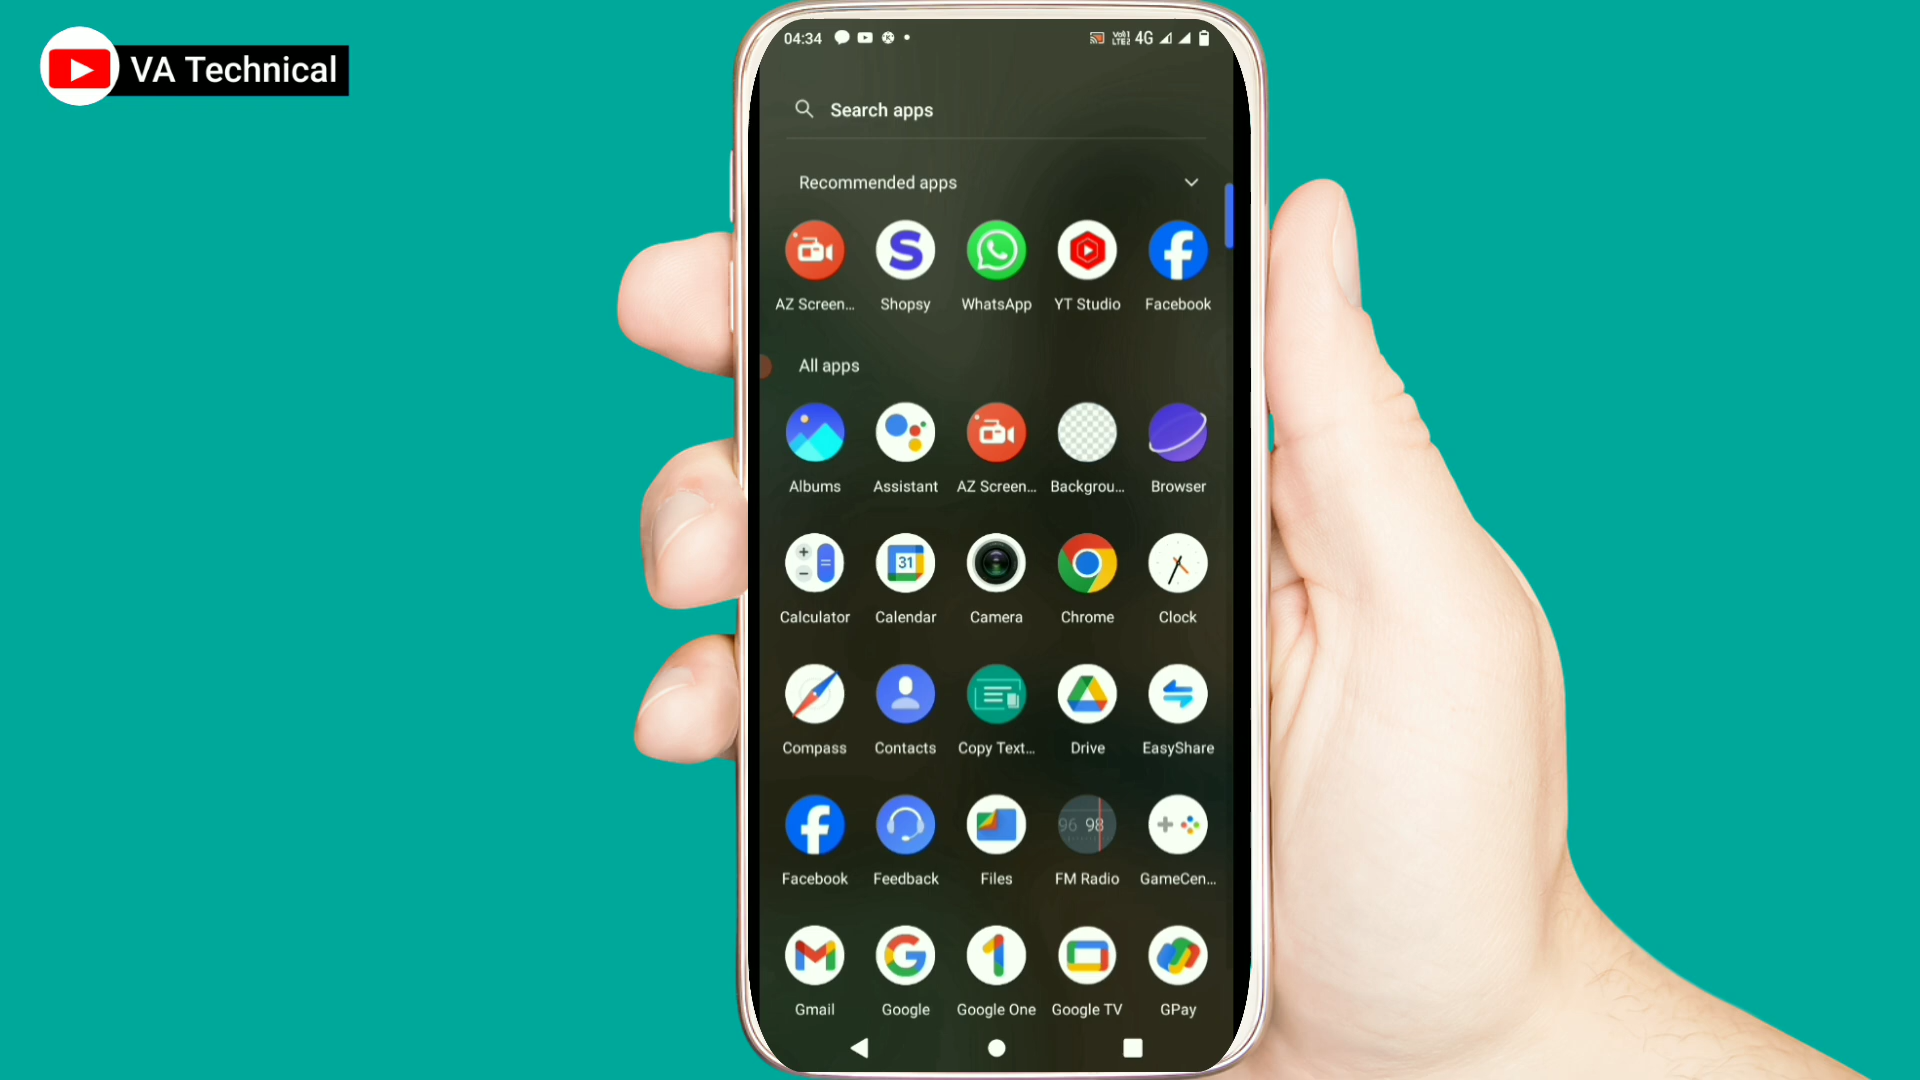 VA Technical
04:34
Vo)) LTE2 4G
Search apps
Recommended apps
AZ Screen... Shopsy WhatsApp YT Studio Facebook
All apps
Albums Assistant AZ Screen... Backgrou... Browser
31
Calculator Calendar Camera Chrome Clock
Compass Contacts Copy Text... Drive EasyShare
96 98
Facebook Feedback Files FM Radio GameCen...
Gmail Google Google One Google TV GPay